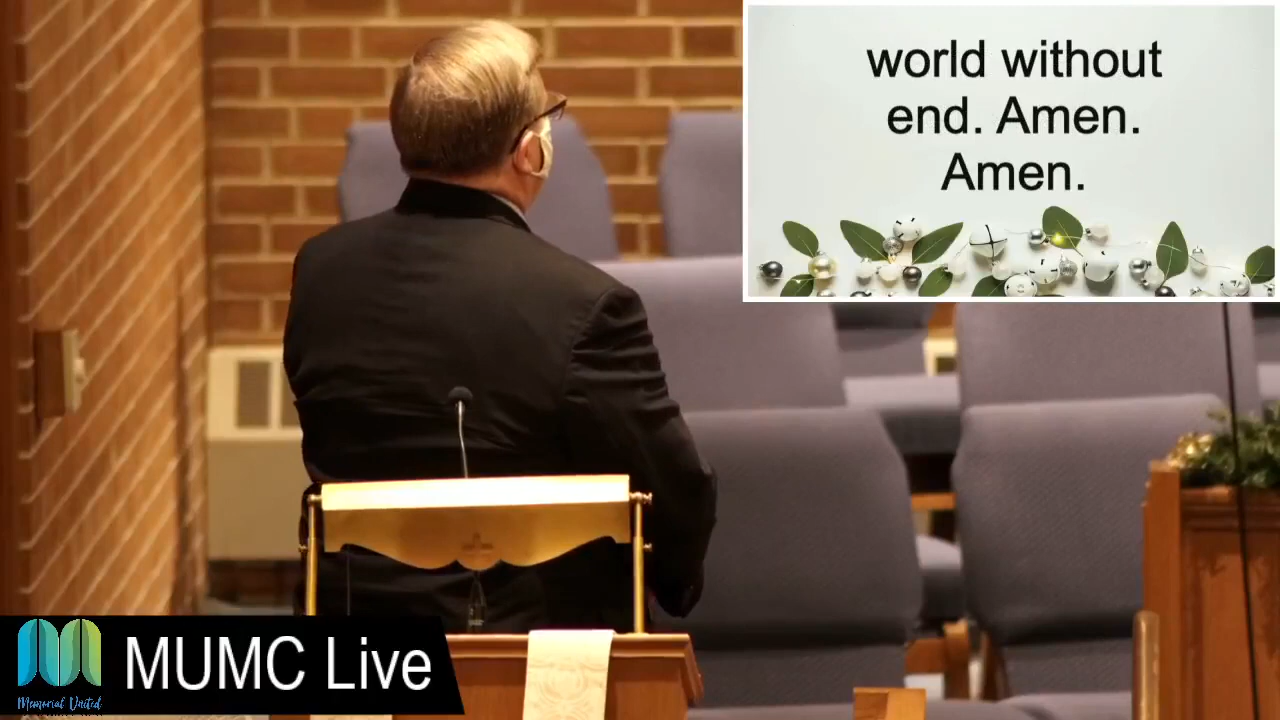 world without
end. Amen.
Amen.
MUMC Live
Memorial United